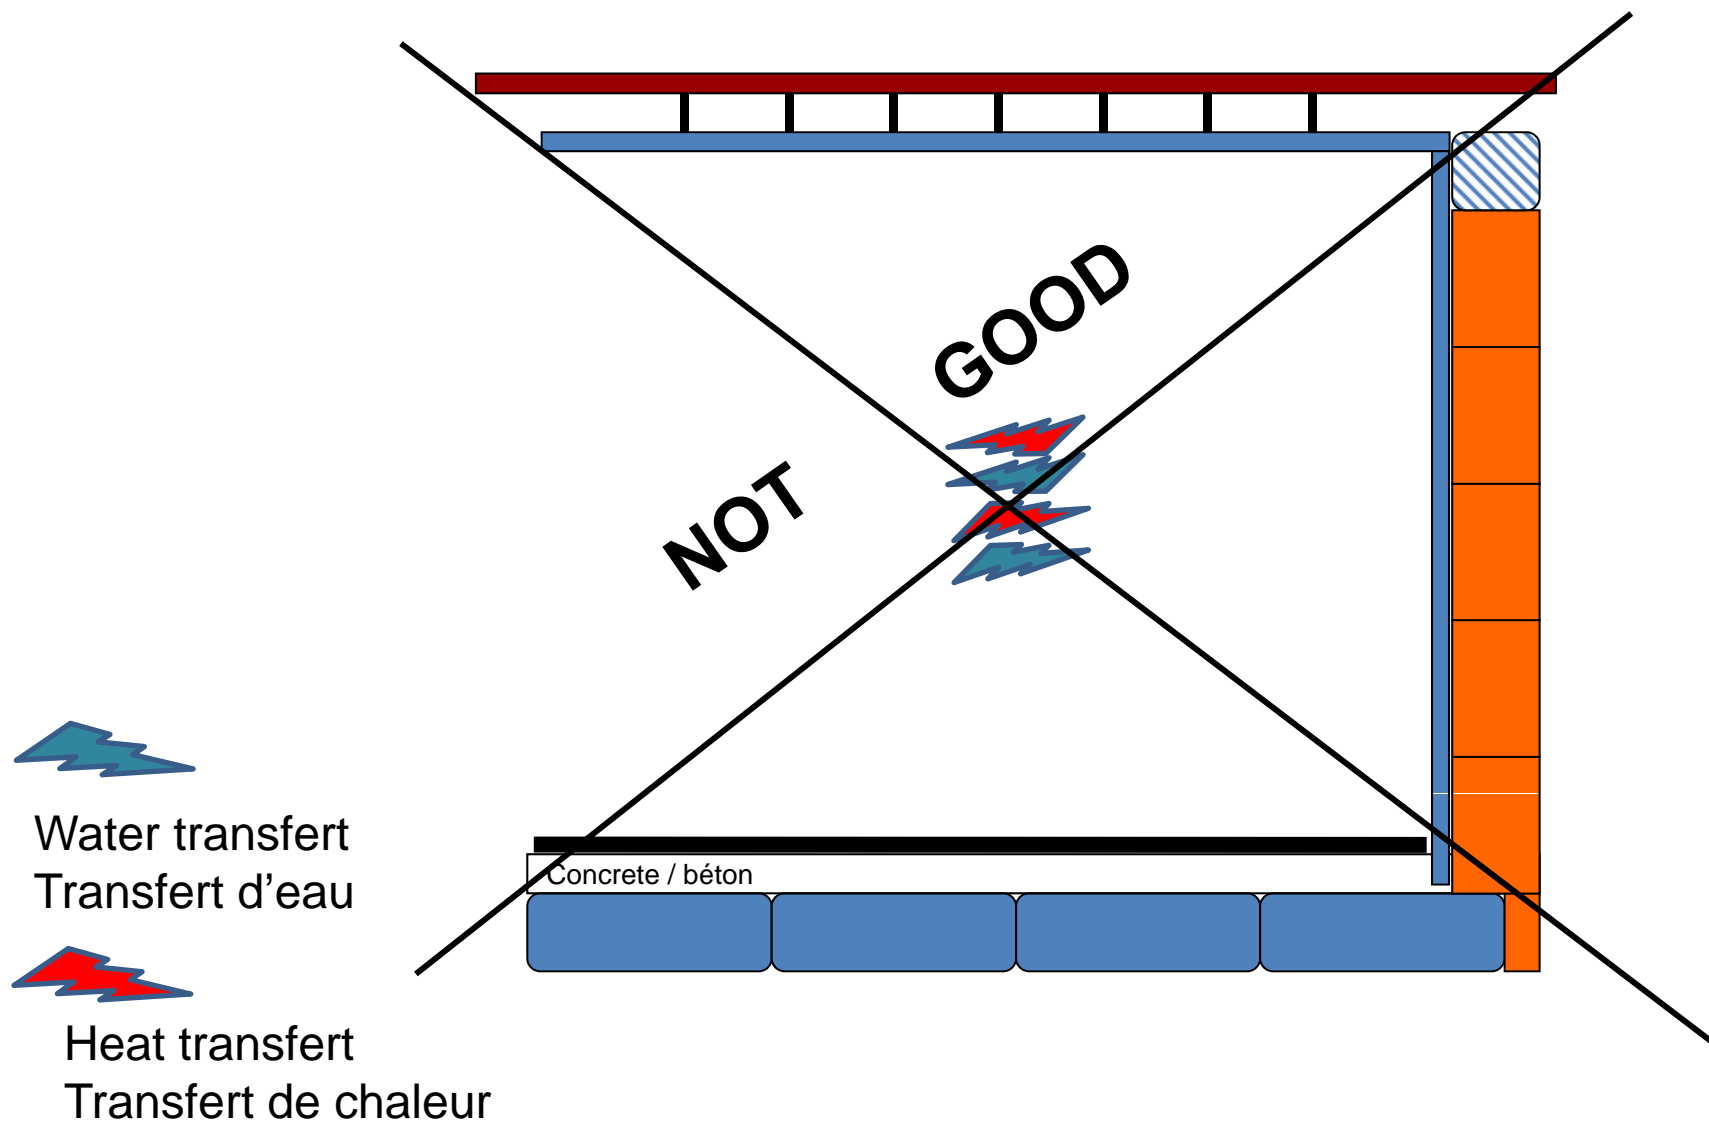 NOT GOOD
Concrete / béton
Water transfert
Transfert d'eau
Heat transfert
Transfert de chaleur